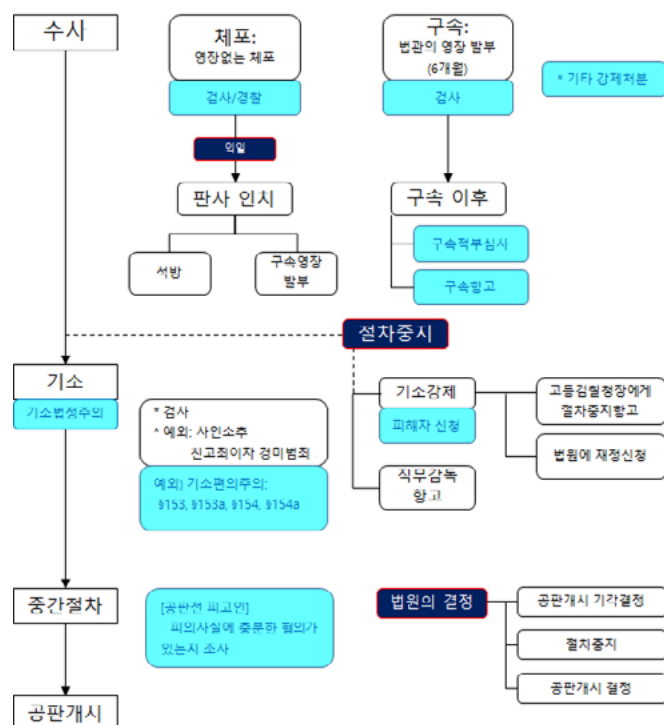 수사
체포:
영장없는 체포
검사/경찰
익일
판사 인치
석방
구속영장
발부
구속:
법관의 영장 발부
(6개월)
검사
구속 이후
구속적부심사
구속항고
* 기타 강제처분
절차중지
기소
기소법정주의
* 검사
* 예외: 사인소추
신고죄이자 경미범죄
예외) 기소편의주의:
§153, §153a, §154, §154a
기소강제
피해자 신청
직무감독
항고
고등검찰청장에게
절차중지항고
법원에 재정신청
중간절차
[공판전 피고인]
피의사실에 충분한 혐의가
있는지 조사
법원의 결정
공판개시 기각결정
절차중지
공판개시 결정
공판개시